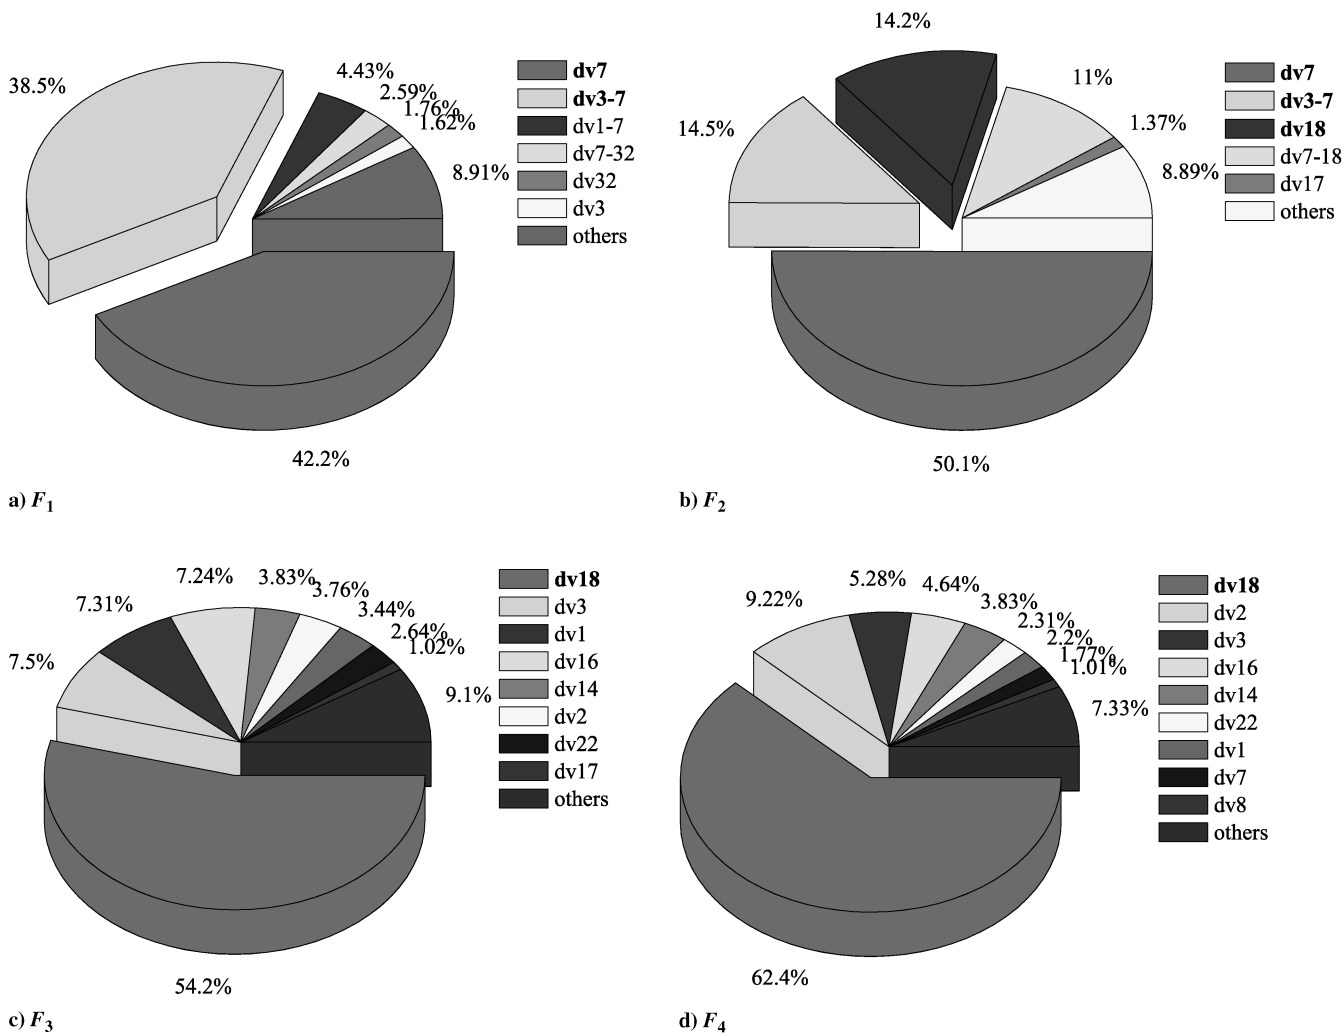 38.5%
4.43%
2.59%
1.76%
1.62%
8.91%
42.2%
dv7
dv3-7
dv1-7
dv7-32
dv32
dv3
others
a) F1
14.2%
14.5%
11%
1.37%
8.89%
50.1%
dv7
dv3-7
dv18
dv7-18
dv17
others
b) F2
7.24%
3.83%
3.76%
3.44%
2.64%
1.02%
7.31%
7.5%
9.1%
54.2%
dv18
dv3
dv1
dv16
dv14
dv2
dv22
dv17
others
c) F3
5.28%
4.64%
3.83%
2.31%
2.2%
1.77%
1.01%
9.22%
7.33%
62.4%
dv18
dv2
dv3
dv16
dv14
dv22
dv1
dv7
dv8
others
d) F4